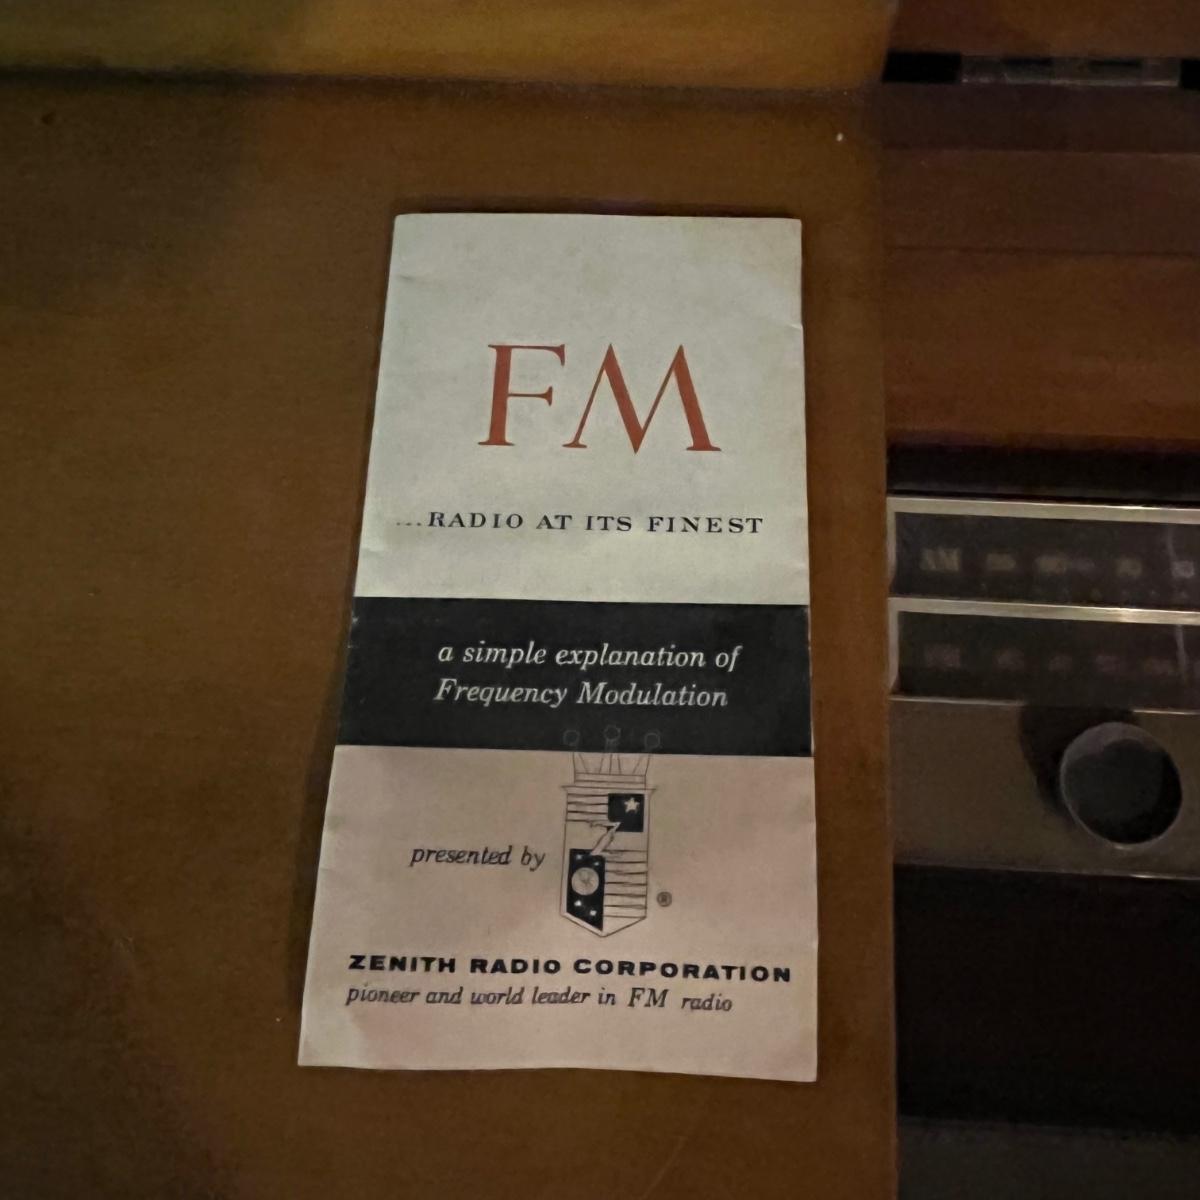 FM
...RADIO AT ITS FINEST
a simple explanation of
Frequency Modulation
presented by
®
ZENITH RADIO CORPORATION
pioneer and world leader in FM radio
AM